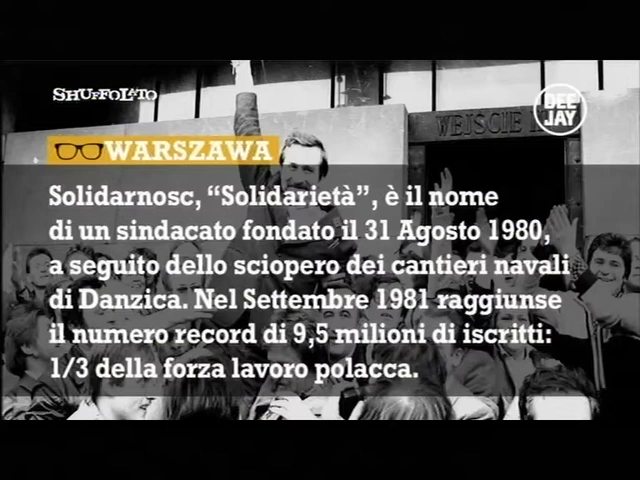 SHUFFOLATO
DEE
JAY
WEJSCIE
WARSZAWA
Solidarnosc, “Solidarietà”, è il nome
di un sindacato fondato il 31 Agosto 1980,
a seguito dello sciopero dei cantieri navali
di Danzica. Nel Settembre 1981 raggiunse
il numero record di 9,5 milioni di iscritti:
1/3 della forza lavoro polacca.